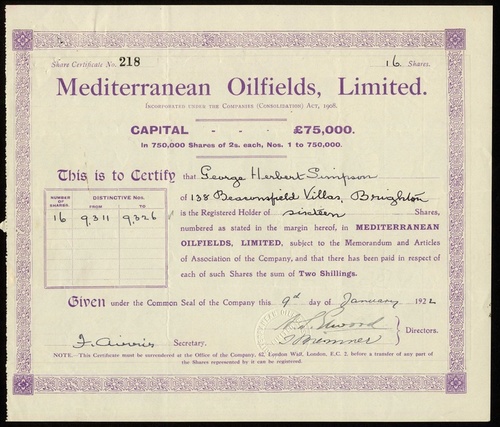 Share Certificate No. 218
16 Shares.
Mediterranean Oilfields, Limited.
Incorporated under the Companies (Consolidation) Act, 1908.
CAPITAL - - - £75,000.
In 750,000 Shares of 2s. each, Nos. 1 to 750,000.
This is to Certify that George Herbert Simpson
of 138 Beaconsfield Villas, Brighton
is the Registered Holder of sixteen Shares,
numbered as stated in the margin hereof, in MEDITERRANEAN
OILFIELDS, LIMITED, subject to the Memorandum and Articles
of Association of the Company, and that there has been paid in respect
each of such Shares the sum of Two Shillings.
NUMBER OF SHARES. DISTINCTIVE Nos.
FROM TO
16 9,311 9,326
Given under the Common Seal of the Company this 9th day of January 1922
Directors.
Secretary.
NOTE.—This Certificate must be surrendered at the Office of the Company, 62, London Wall, London, E.C. 2, before a transfer of any part of
the Shares represented by it can be registered.